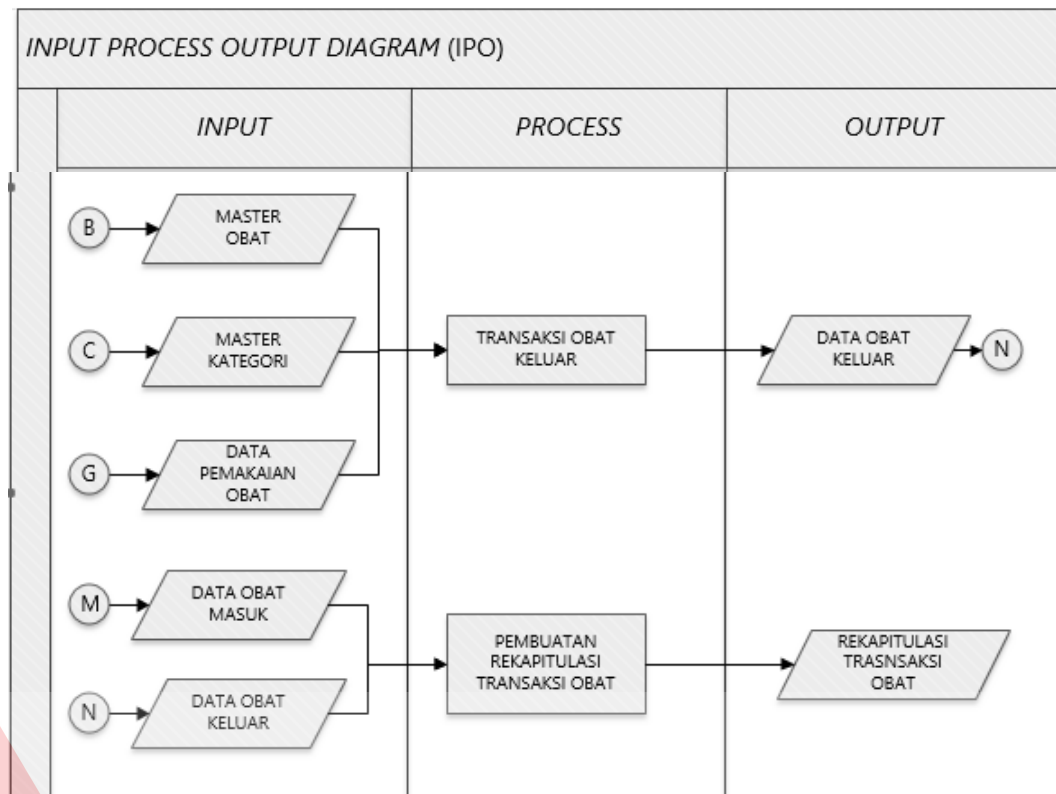 INPUT PROCESS OUTPUT DIAGRAM (IPO)
INPUT
PROCESS
OUTPUT
B
MASTER
OBAT
C
MASTER
KATEGORI
TRANSAKSI OBAT
KELUAR
DATA OBAT
KELUAR
N
G
DATA
PEMAKAIAN
OBAT
M
DATA OBAT
MASUK
PEMBUATAN
REKAPITULASI
TRANSAKSI OBAT
REKAPITULASI
TRASNSAKSI
OBAT
N
DATA OBAT
KELUAR